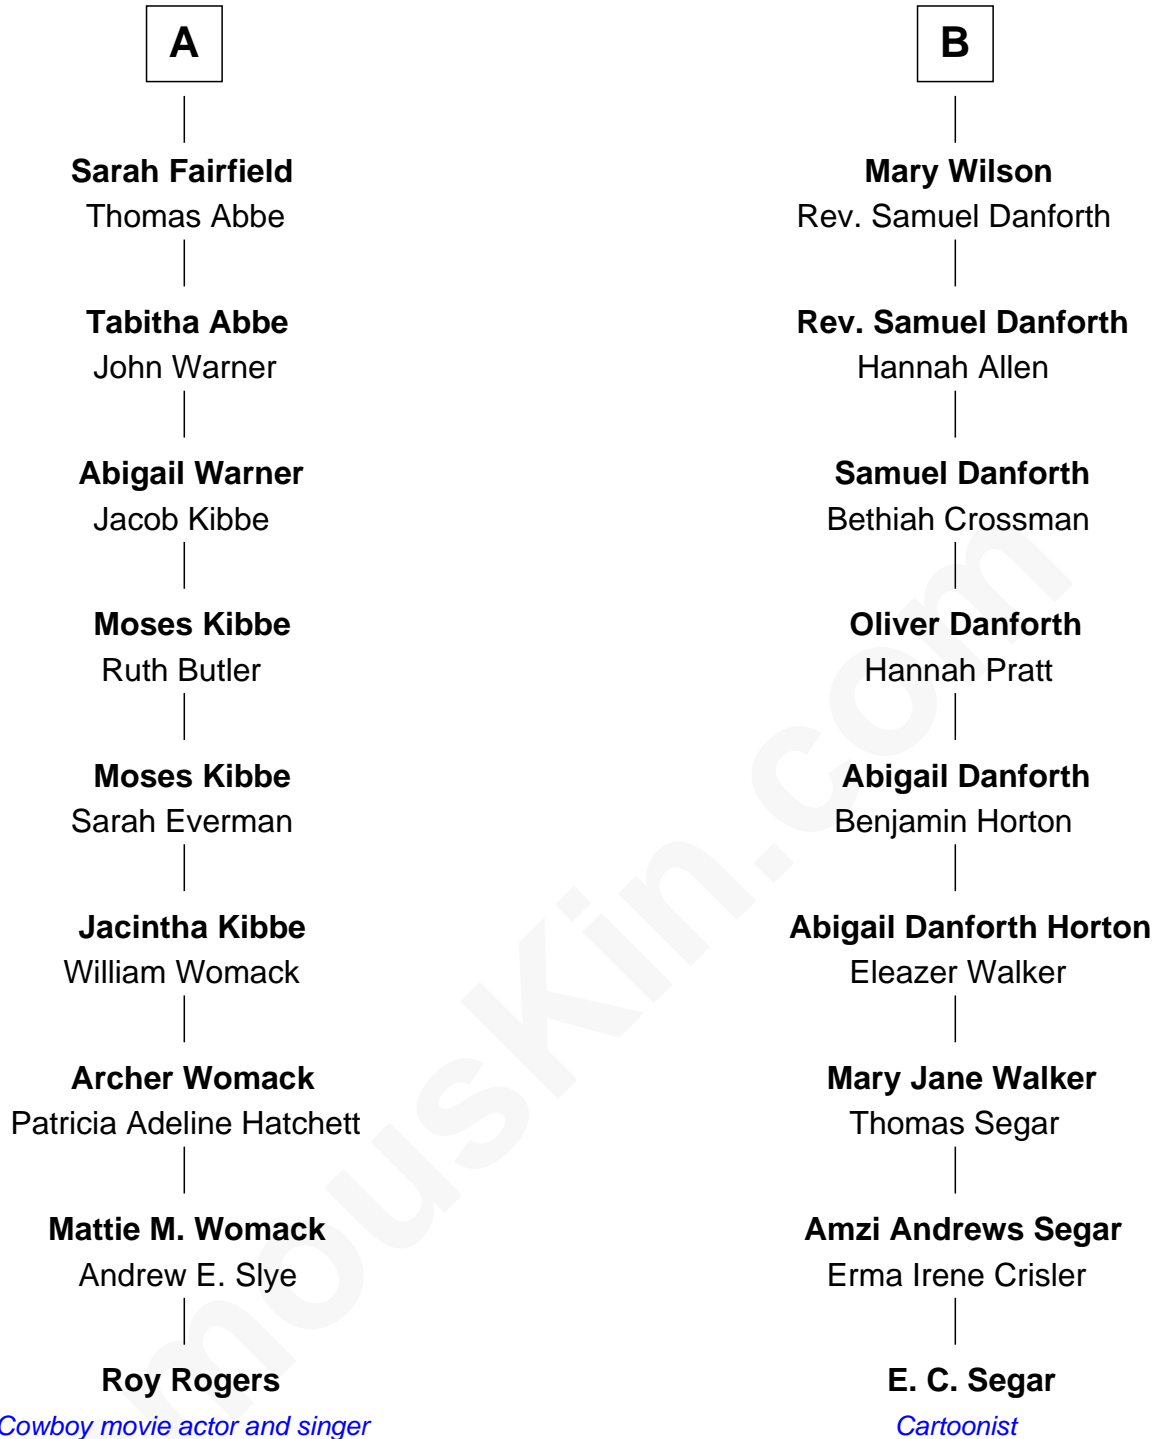 A
Sarah Fairfield
Thomas Abbe
Tabitha Abbe
John Warner
Abigail Warner
Jacob Kibbe
Moses Kibbe
Ruth Butler
Moses Kibbe
Sarah Everman
Jacintha Kibbe
William Womack
Archer Womack
Patricia Adeline Hatchett
Mattie M. Womack
Andrew E. Slye
Roy Rogers
Cowboy movie actor and singer
B
Mary Wilson
Rev. Samuel Danforth
Rev. Samuel Danforth
Hannah Allen
Samuel Danforth
Bethiah Crossman
Oliver Danforth
Hannah Pratt
Abigail Danforth
Benjamin Horton
Abigail Danforth Horton
Eleazer Walker
Mary Jane Walker
Thomas Segar
Amzi Andrews Segar
Erma Irene Crisler
E. C. Segar
Cartoonist
mousKin.com